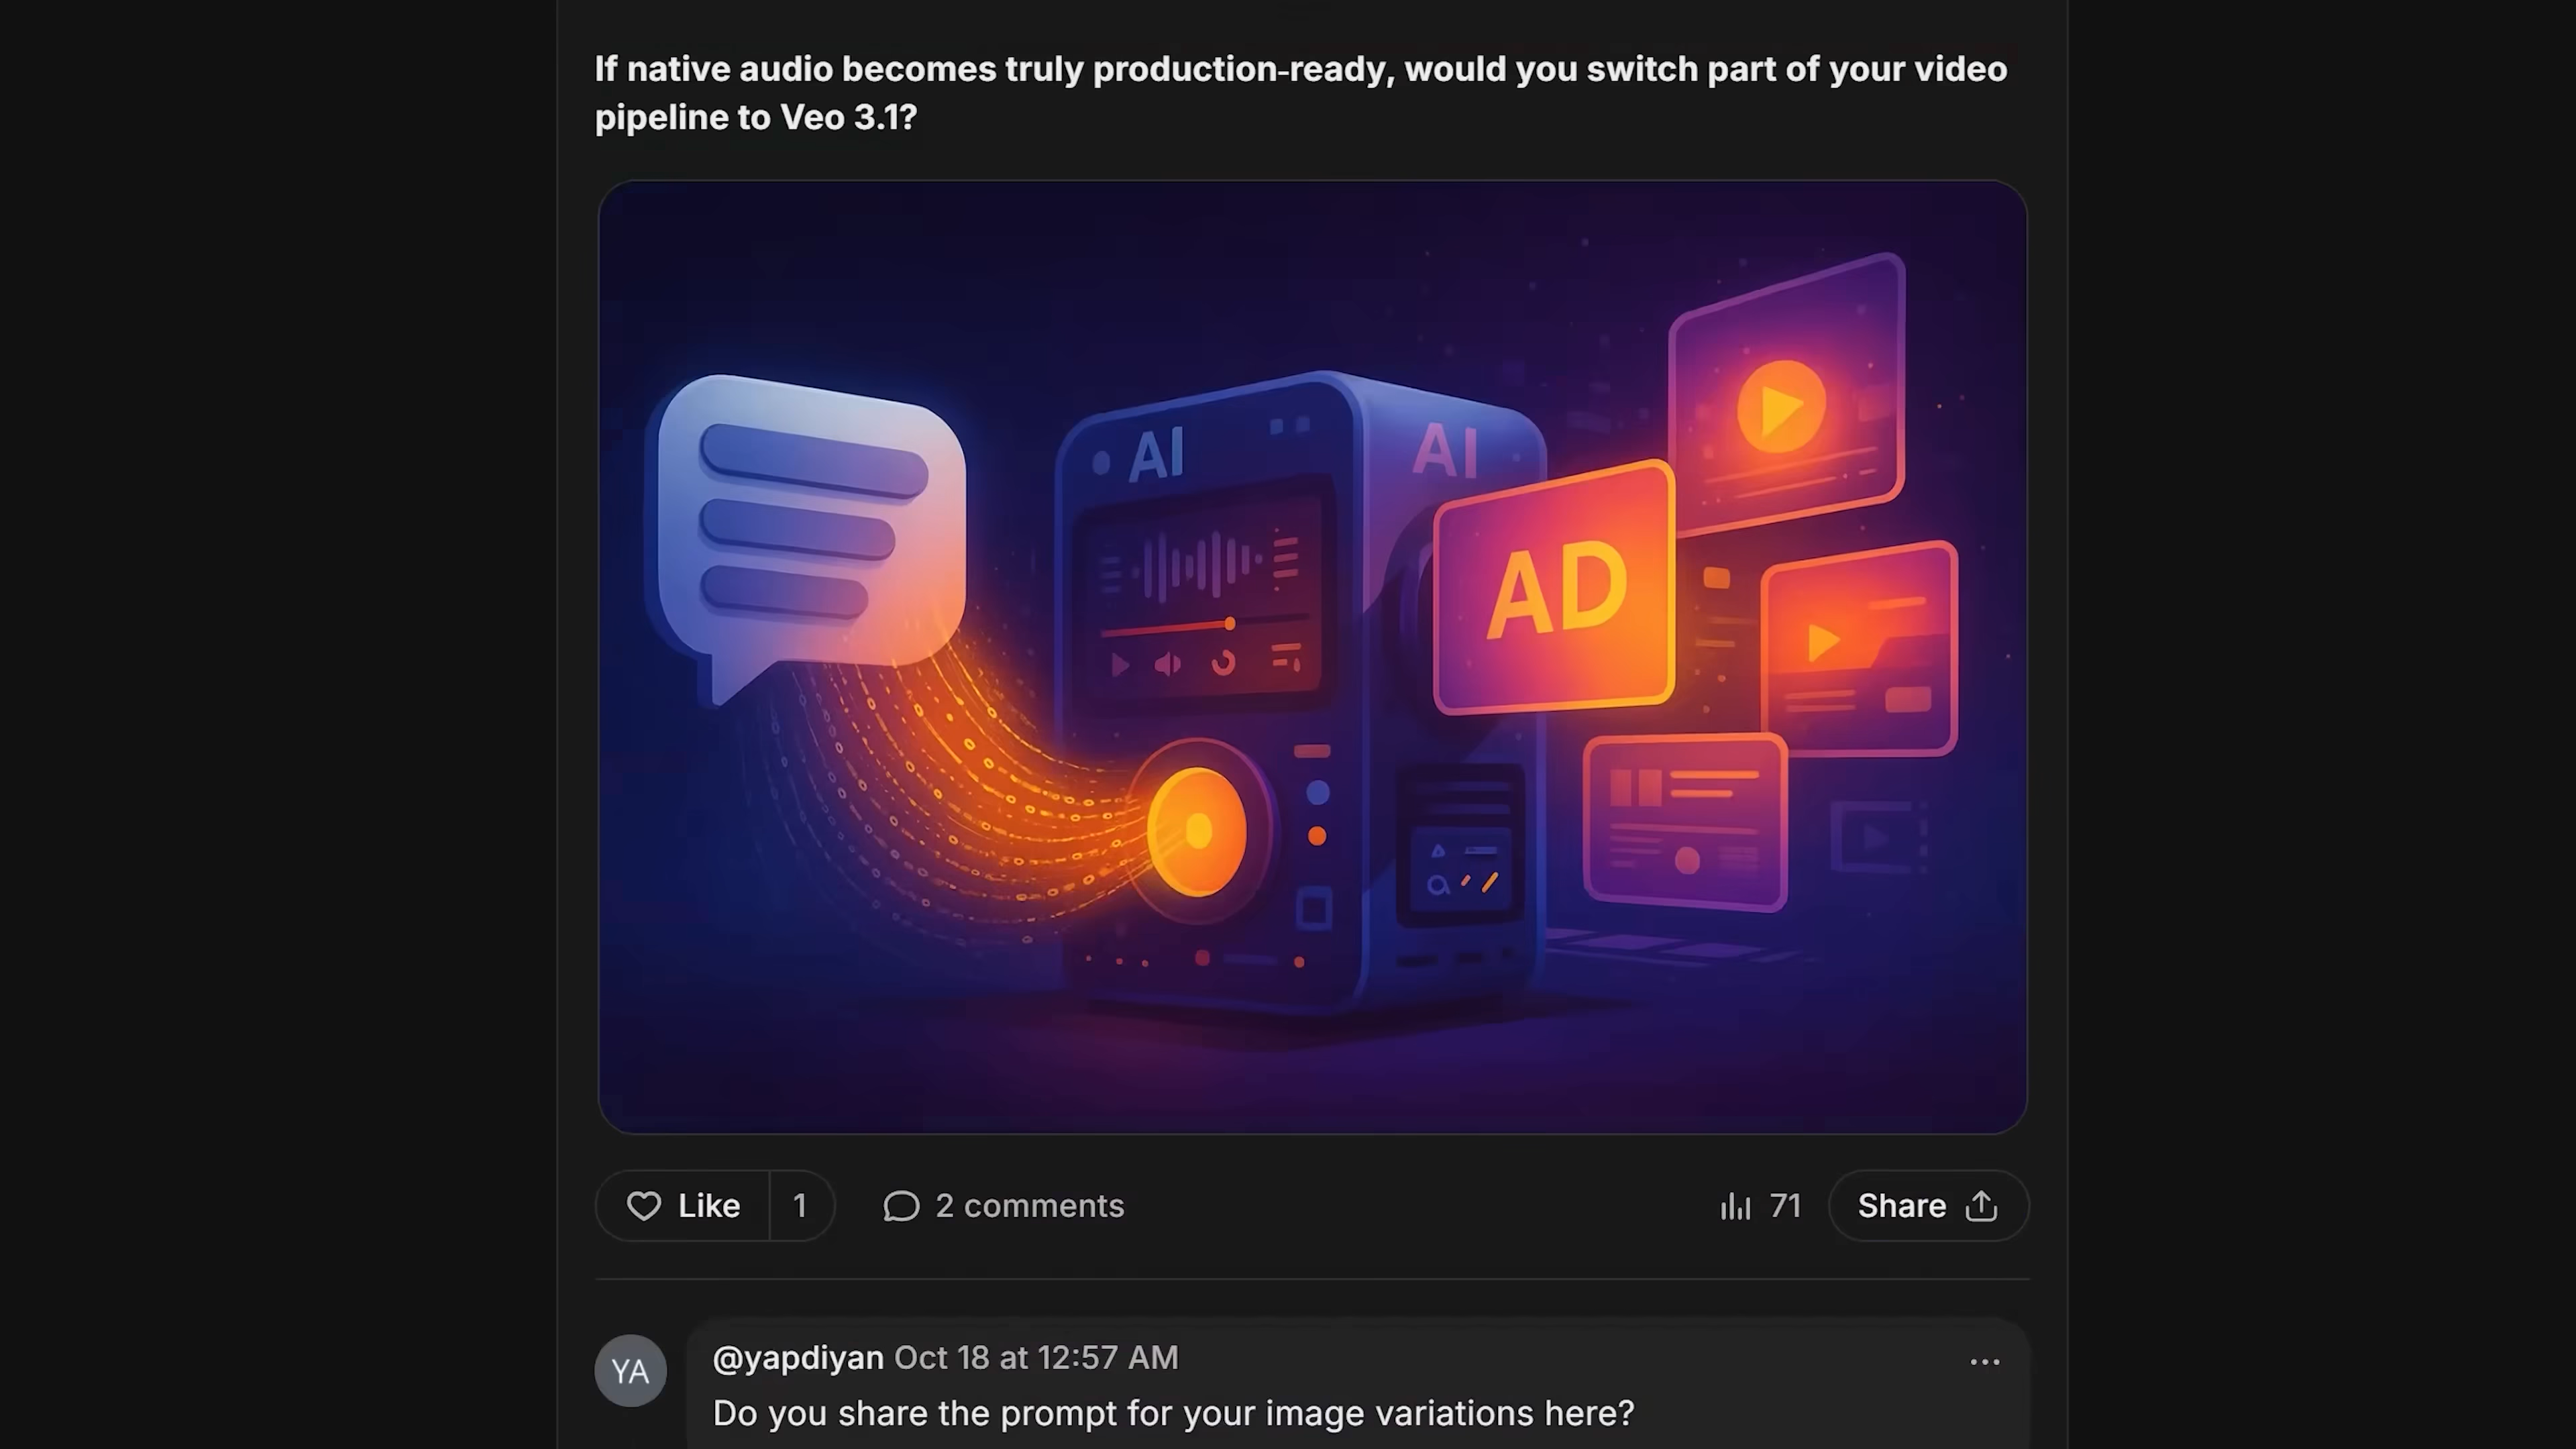 If native audio becomes truly production-ready, would you switch part of your video
pipeline to Veo 3.1?
AI
AI
AD
Like
1
2 comments
71
Share
YA
@yapdiyan Oct 18 at 12:57 AM
Do you share the prompt for your image variations here?